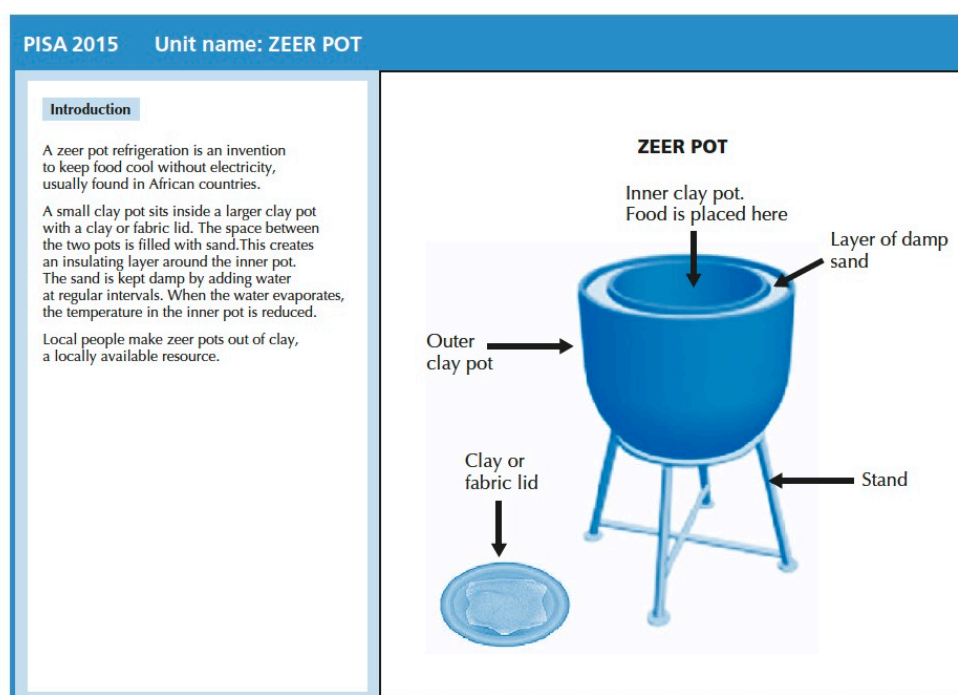 PISA 2015 Unit name: ZEER POT
Introduction
A zeer pot refrigeration is an invention
to keep food cool without electricity,
usually found in African countries.
A small clay pot sits inside a larger clay pot
with a clay or fabric lid. The space between
the two pots is filled with sand.This creates
an insulating layer around the inner pot.
The sand is kept damp by adding water
at regular intervals. When the water evaporates,
the temperature in the inner pot is reduced.
Local people make zeer pots out of clay,
a locally available resource.
ZEER POT
Inner clay pot.
Food is placed here
Layer of damp
sand
Outer
clay pot
Clay or
fabric lid
Stand